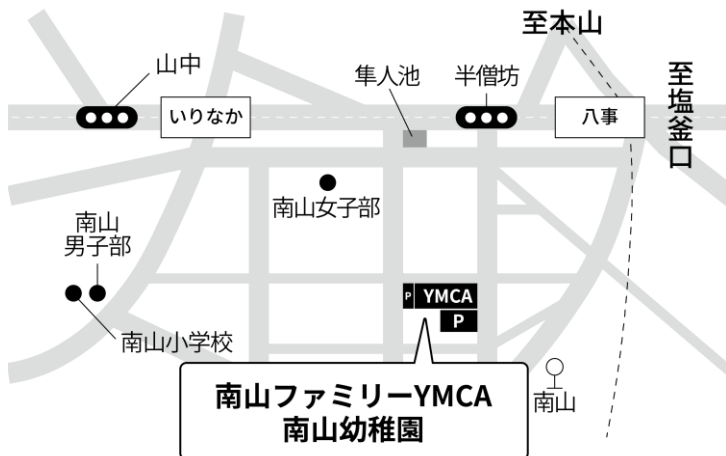 至本山
山中
隼人池
半僧坊
至塩釜口
いりなか
八事
南山女子部
南山
男子部
P
YMCA
P
南山小学校
南山
南山ファミリーYMCA
南山幼稚園